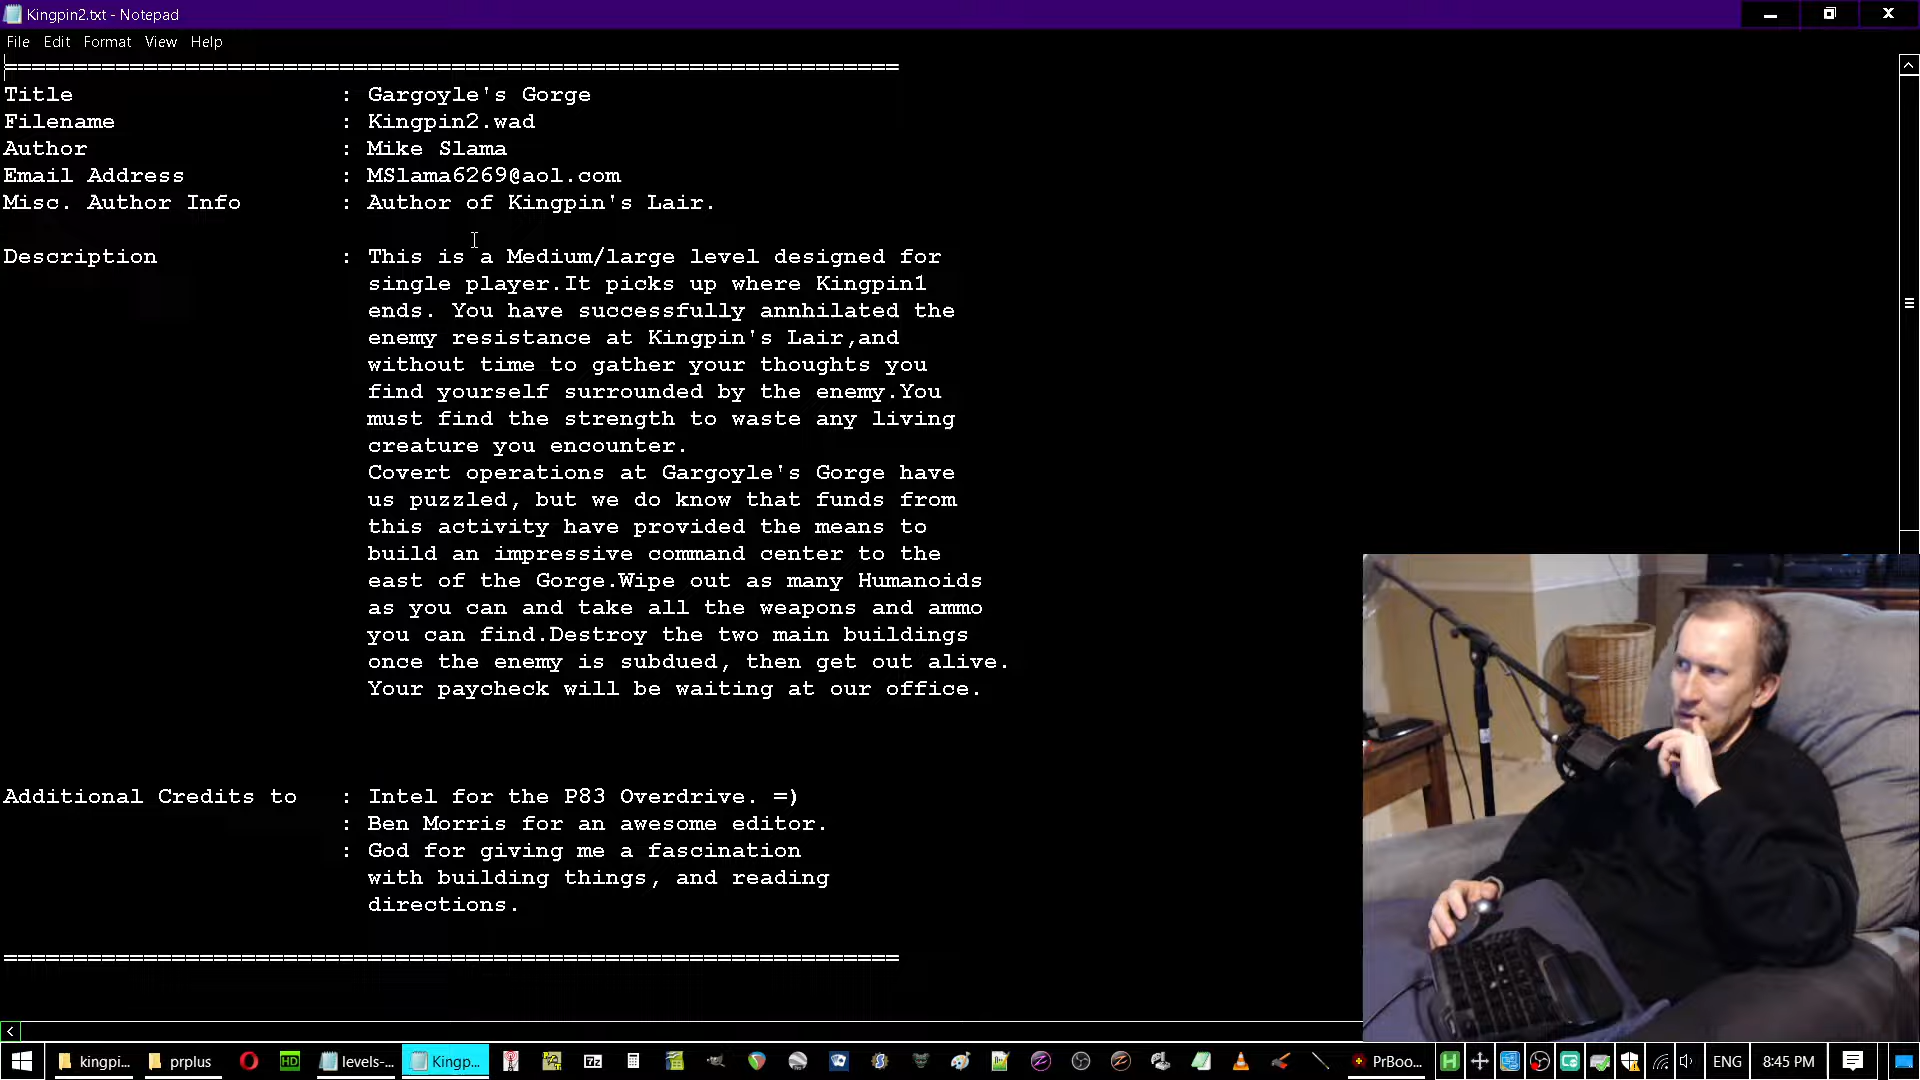 Kingpin2.txt - Notepad
File Edit Format View Help
================================================================
Title : Gargoyle's Gorge
Filename : Kingpin2.wad
Author : Mike Slama
Email Address : MSlama6269@aol.com
Misc. Author Info : Author of Kingpin's Lair.
Description : This is a Medium/large level designed for
single player.It picks up where Kingpin1
ends. You have successfully annhilated the
enemy resistance at Kingpin's Lair,and
without time to gather your thoughts you
find yourself surrounded by the enemy.You
must find the strength to waste any living
creature you encounter.
Covert operations at Gargoyle's Gorge have
us puzzled, but we do know that funds from
this activity have provided the means to
build an impressive command center to the
east of the Gorge.Wipe out as many Humanoids
as you can and take all the weapons and ammo
you can find.Destroy the two main buildings
once the enemy is subdued, then get out alive.
Your paycheck will be waiting at our office.
Additional Credits to : Intel for the P83 Overdrive. =)
: Ben Morris for an awesome editor.
: God for giving me a fascination
with building things, and reading
directions.
================================================================
kingpi... prplus HD levels-... Kingp... 7z PrBoo... H ENG 8:45 PM